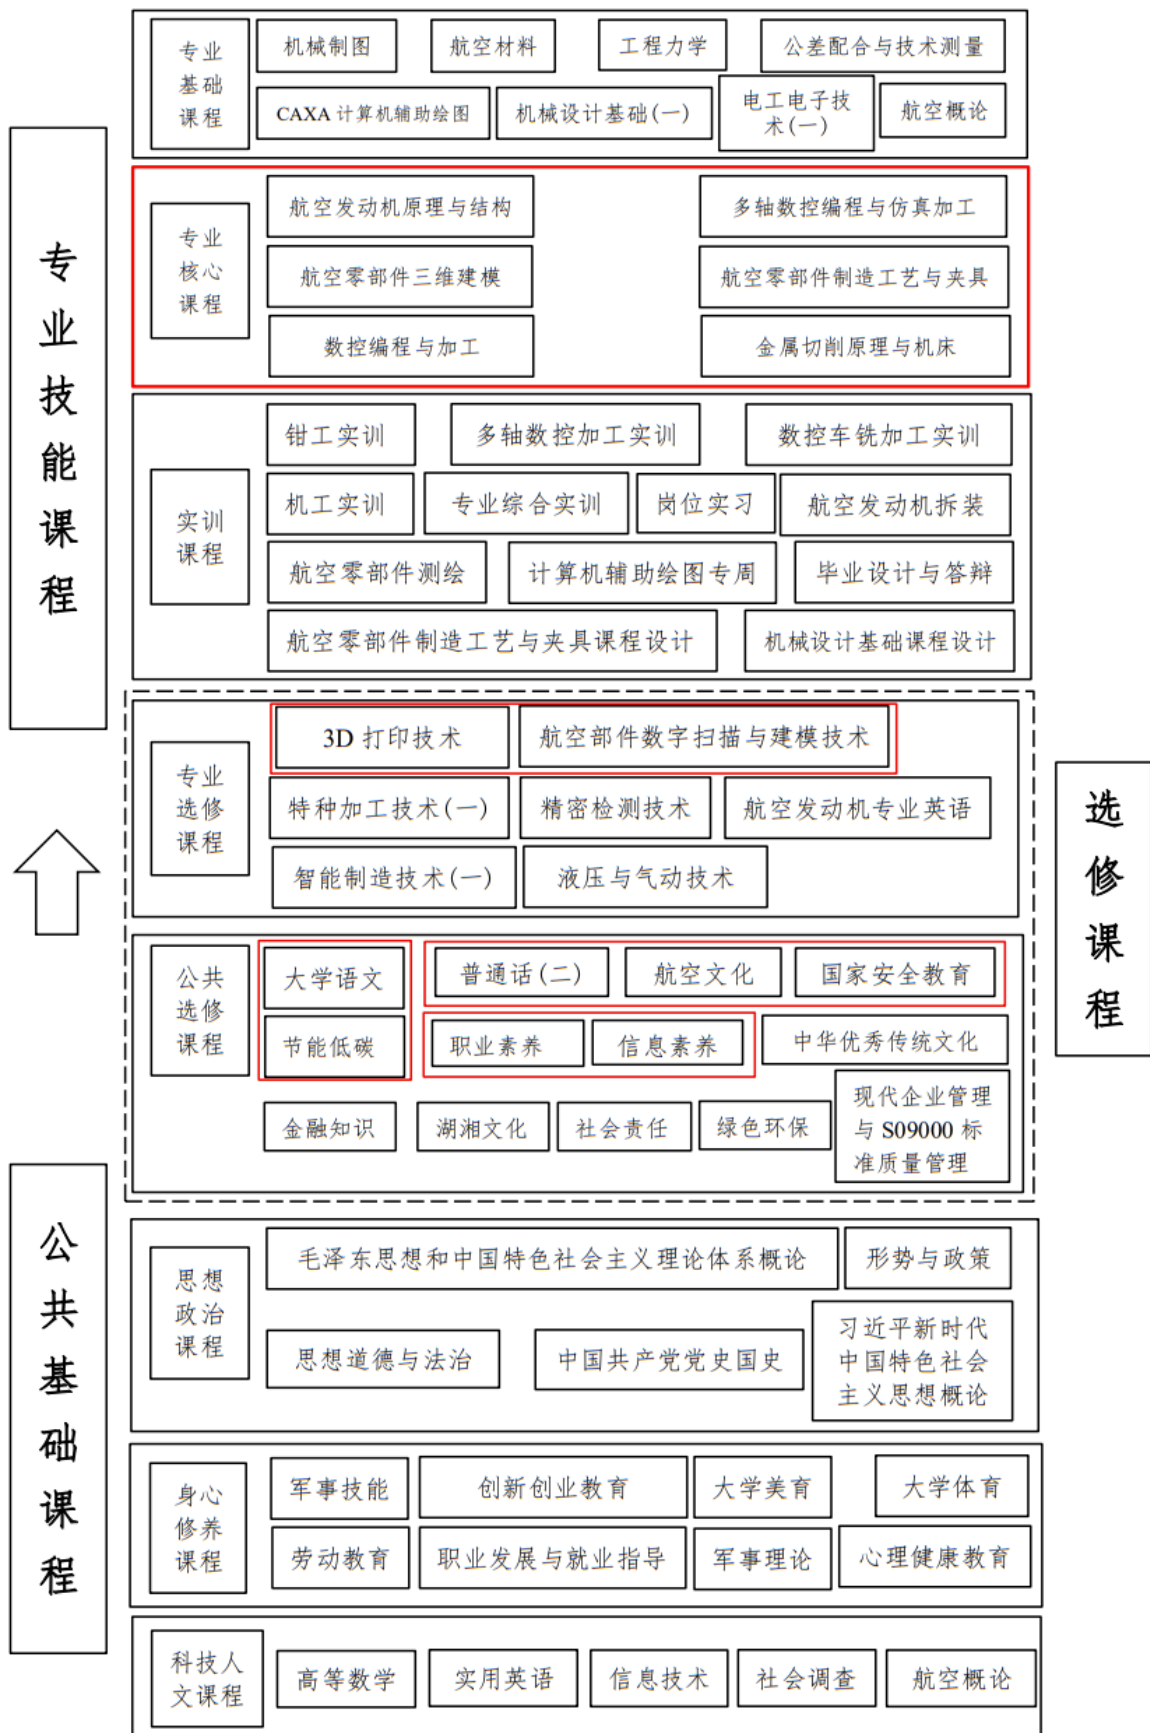 专业技能课程
专业
基础
课程
机械制图
航空材料
工程力学
公差配合与技术测量
CAXA 计算机辅助绘图
机械设计基础(一)
电工电子技
术(一)
航空概论
专业
核心
课程
航空发动机原理与结构
多轴数控编程与仿真加工
航空零部件三维建模
航空零部件制造工艺与夹具
数控编程与加工
金属切削原理与机床
实训
课程
钳工实训
多轴数控加工实训
数控车铣加工实训
机工实训
专业综合实训
岗位实习
航空发动机拆装
航空零部件测绘
计算机辅助绘图专周
毕业设计与答辩
航空零部件制造工艺与夹具课程设计
机械设计基础课程设计
选修课程
专业
选修
课程
3D 打印技术
航空部件数字扫描与建模技术
特种加工技术(一)
精密检测技术
航空发动机专业英语
智能制造技术(一)
液压与气动技术
公共
选修
课程
大学语文
普通话(二)
航空文化
国家安全教育
节能低碳
职业素养
信息素养
中华优秀传统文化
金融知识
湖湘文化
社会责任
绿色环保
现代企业管理
与 S09000 标
准质量管理
公共基础课程
思想
政治
课程
毛泽东思想和中国特色社会主义理论体系概论
形势与政策
思想道德与法治
中国共产党党史国史
习近平新时代
中国特色社会
主义思想概论
身心
修养
课程
军事技能
创新创业教育
大学美育
大学体育
劳动教育
职业发展与就业指导
军事理论
心理健康教育
科技人
文课程
高等数学
实用英语
信息技术
社会调查
航空概论